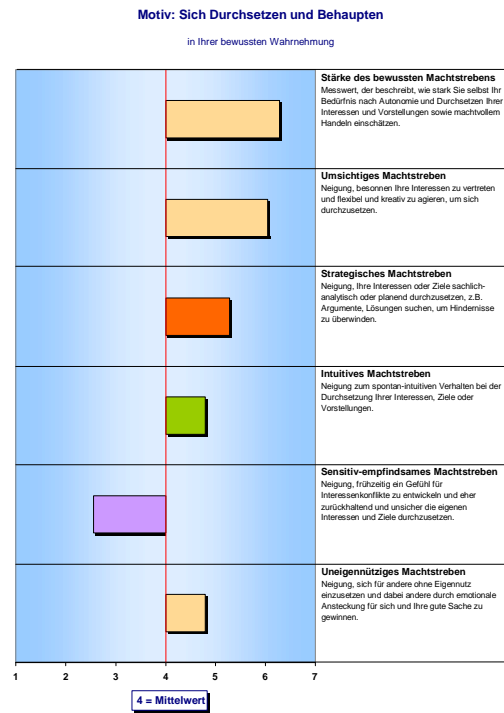 Motiv: Sich Durchsetzen und Behaupten
in Ihrer bewussten Wahrnehmung
Stärke des bewussten Machtstrebens
Messwert, der beschreibt, wie stark Sie selbst Ihr
Bedürfnis nach Autonomie und Durchsetzen Ihrer
Interessen und Vorstellungen sowie machtvollem
Handeln einschätzen.
Umsichtiges Machtstreben
Neigung, besonnen Ihre Interessen zu vertreten
und flexibel und kreativ zu agieren, um sich
durchzusetzen.
Strategisches Machtstreben
Neigung, Ihre Interessen oder Ziele sachlich-
analytisch oder planend durchzusetzen, z.B.
Argumente, Lösungen suchen, um Hindernisse
zu überwinden.
Intuitives Machtstreben
Neigung zum spontan-intuitiven Verhalten bei der
Durchsetzung Ihrer Interessen, Ziele oder
Vorstellungen.
Sensitiv-empfindsames Machtstreben
Neigung, frühzeitig ein Gefühl für
Interessenkonflikte zu entwickeln und eher
zurückhaltend und unsicher die eigenen
Interessen und Ziele durchzusetzen.
Uneigennütziges Machtstreben
Neigung, sich für andere ohne Eigennutz
einzusetzen und dabei andere durch emotionale
Ansteckung für sich und Ihre gute Sache zu
gewinnen.
1 2 3 4 5 6 7
4 = Mittelwert